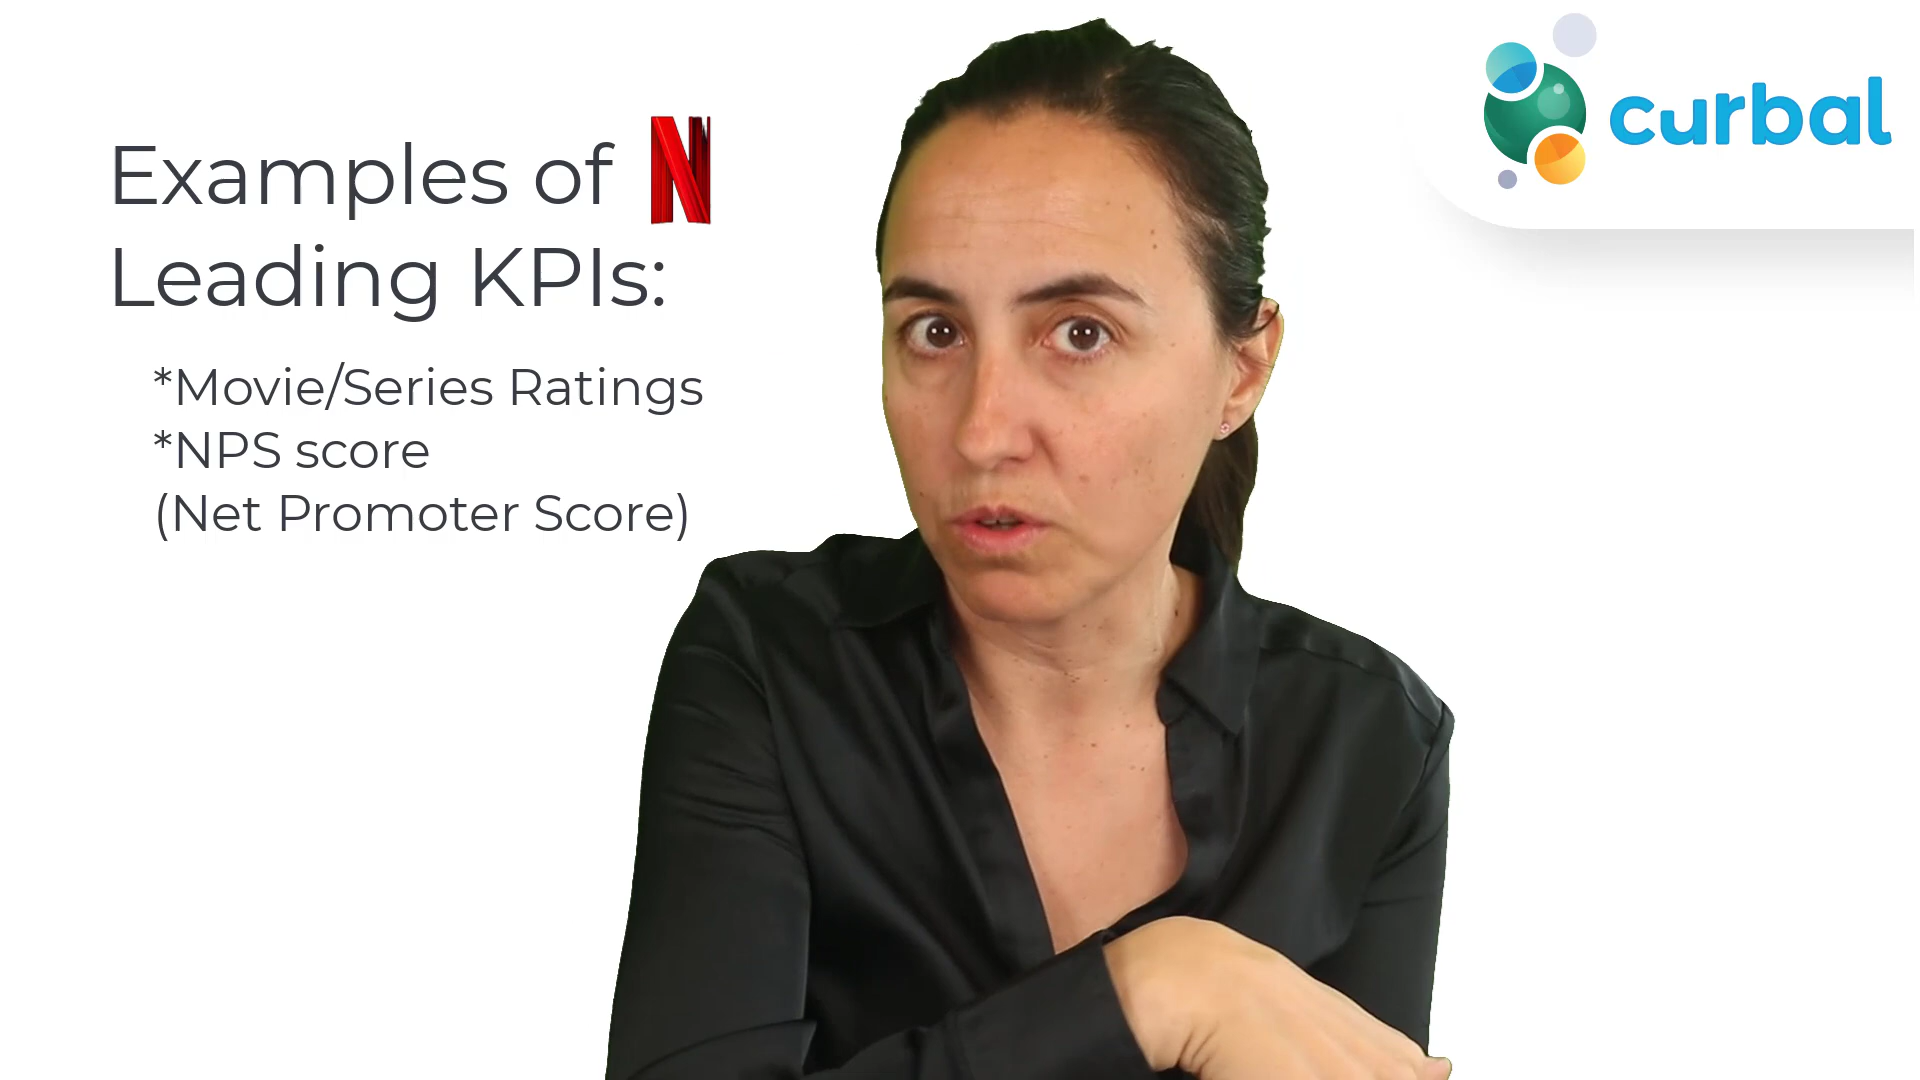 Examples of N
Leading KPIs:
*Movie/Series Ratings
*NPS score
(Net Promoter Score)
curbal